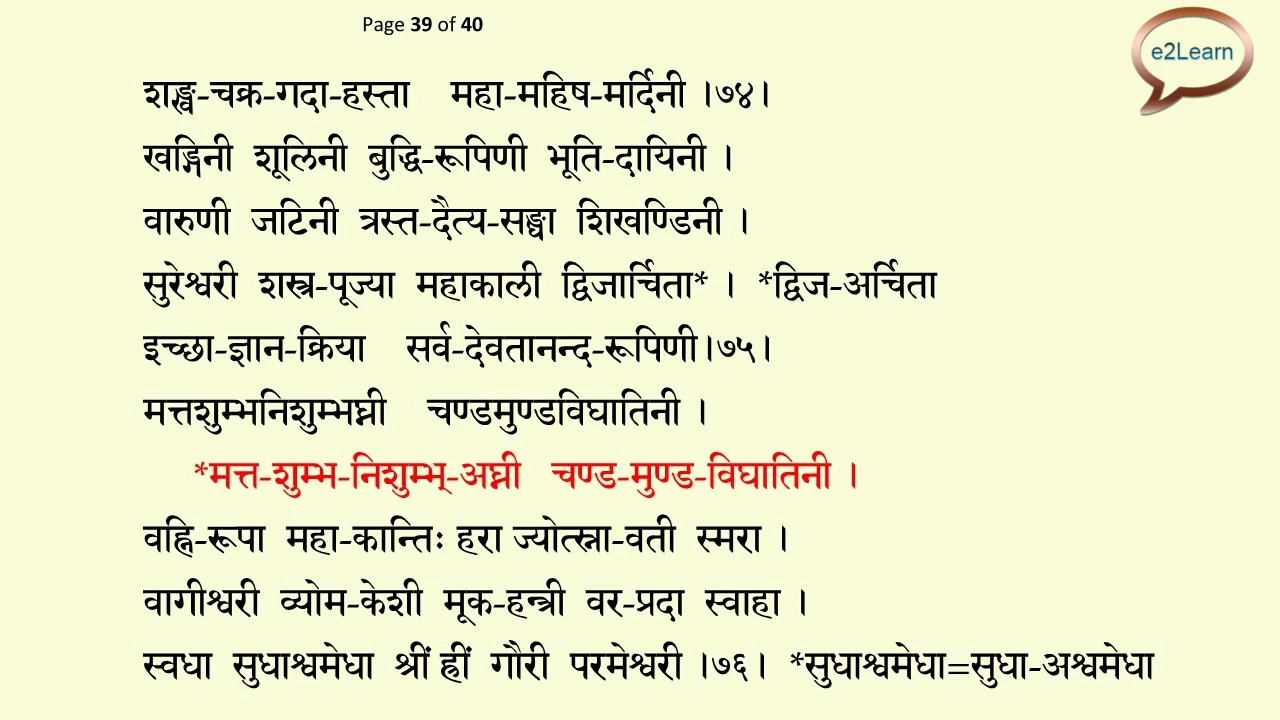 Page 39 of 40
e2Learn
शङ्ख-चक्र-गदा-हस्ता महा-महिष-मर्दिनी ।७४।
खड्गिनी शूलिनी बुद्धि-रूपिणी भूति-दायिनी ।
वारुणी जटिनी त्रस्त-दैत्य-सङ्घा शिखण्डिनी ।
सुरेश्वरी शस्त्र-पूज्या महाकाली द्विजार्चिता* । *द्विज-अर्चिता
इच्छा-ज्ञान-क्रिया सर्व-देवतानन्द-रूपिणी।७५।
मत्तशुम्भनिशुम्भघ्नी चण्डमुण्डविघातिनी ।
*मत्त-शुम्भ-निशुम्भ्-अघ्नी चण्ड-मुण्ड-विघातिनी ।
वह्नि-रूपा महा-कान्तिः हरा ज्योत्स्ना-वती स्मरा ।
वागीश्वरी व्योम-केशी मूक-हन्त्री वर-प्रदा स्वाहा ।
स्वधा सुधाश्वमेधा श्रीं ह्रीं गौरी परमेश्वरी ।७६। *सुधाश्वमेधा=सुधा-अश्वमेधा